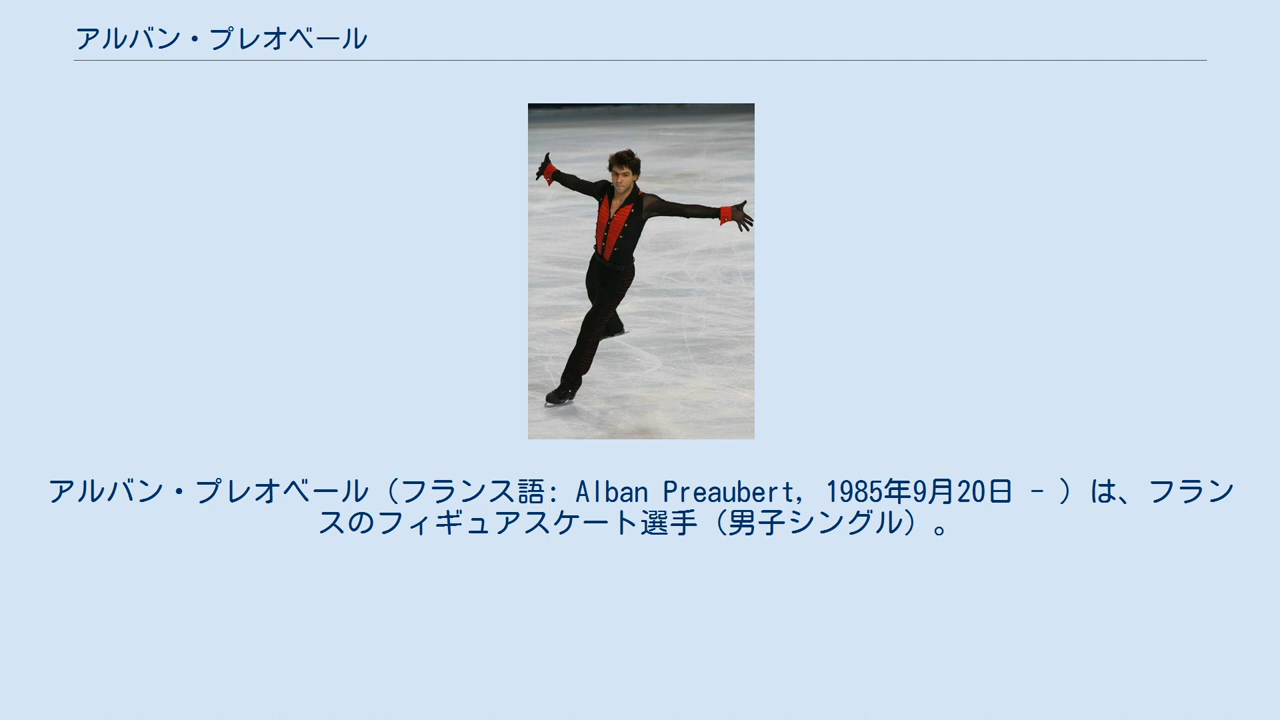 アルバン・プレオベール
アルバン・プレオベール（フランス語: Alban Preaubert, 1985年9月20日 - ）は、フラン
スのフィギュアスケート選手（男子シングル）。